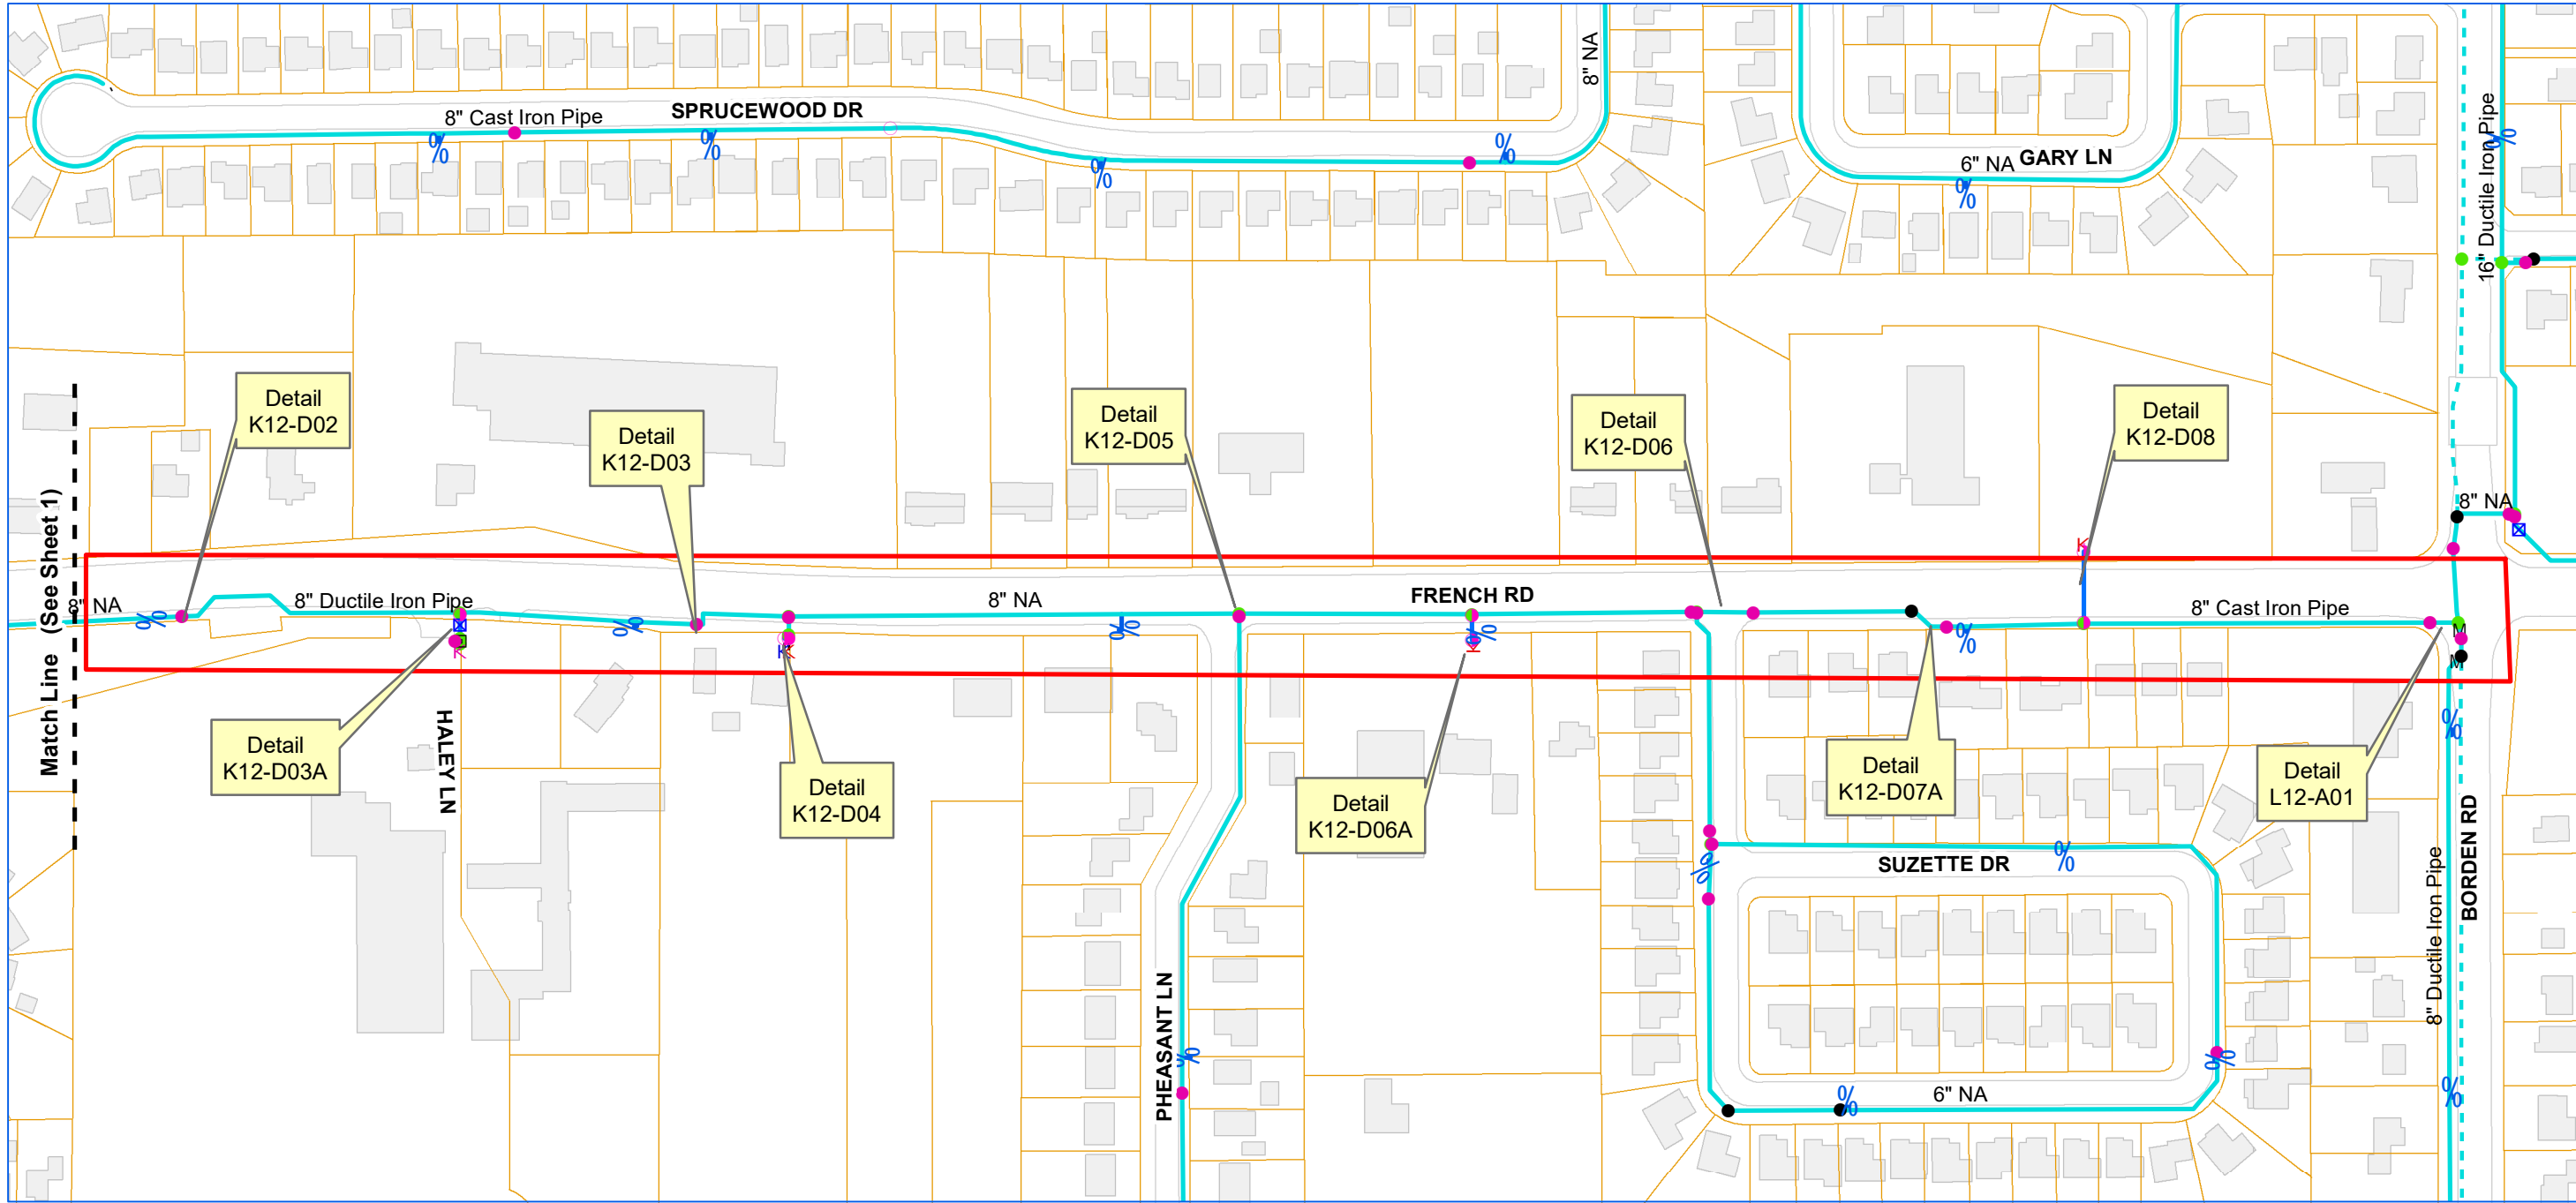 8" NA
8" Cast Iron Pipe
SPRUCEWOOD DR
6" NA
GARY LN
16" Ductile Iron Pipe
Detail
K12-D02
Detail
K12-D03
Detail
K12-D05
Detail
K12-D06
Detail
K12-D08
8" NA
Match Line (See Sheet 1)
8" NA
8" Ductile Iron Pipe
8" NA
FRENCH RD
8" Cast Iron Pipe
K
K
K
K
M
M
HALEY LN
Detail
K12-D03A
Detail
K12-D04
Detail
K12-D06A
Detail
K12-D07A
Detail
L12-A01
SUZETTE DR
BORDEN RD
8" Ductile Iron Pipe
PHEASANT LN
6" NA